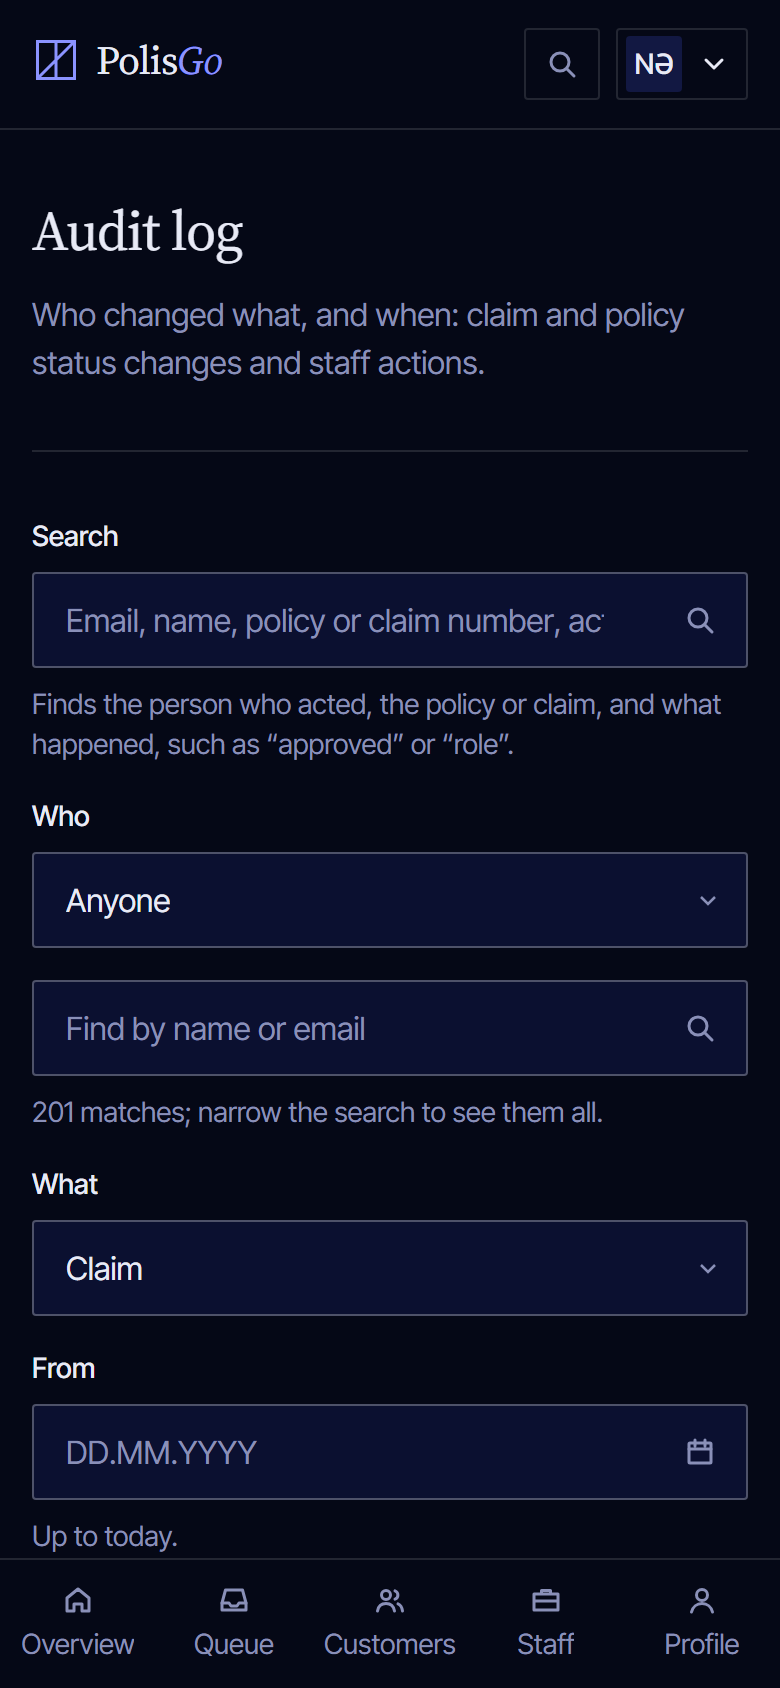 PolisGo
NƏ
Audit log
Who changed what, and when: claim and policy
status changes and staff actions.
Search
Email, name, policy or claim number, ac
Finds the person who acted, the policy or claim, and what
happened, such as “approved” or “role”.
Who
Anyone
Find by name or email
201 matches; narrow the search to see them all.
What
Claim
From
DD.MM.YYYY
Up to today.
Overview
Queue
Customers
Staff
Profile